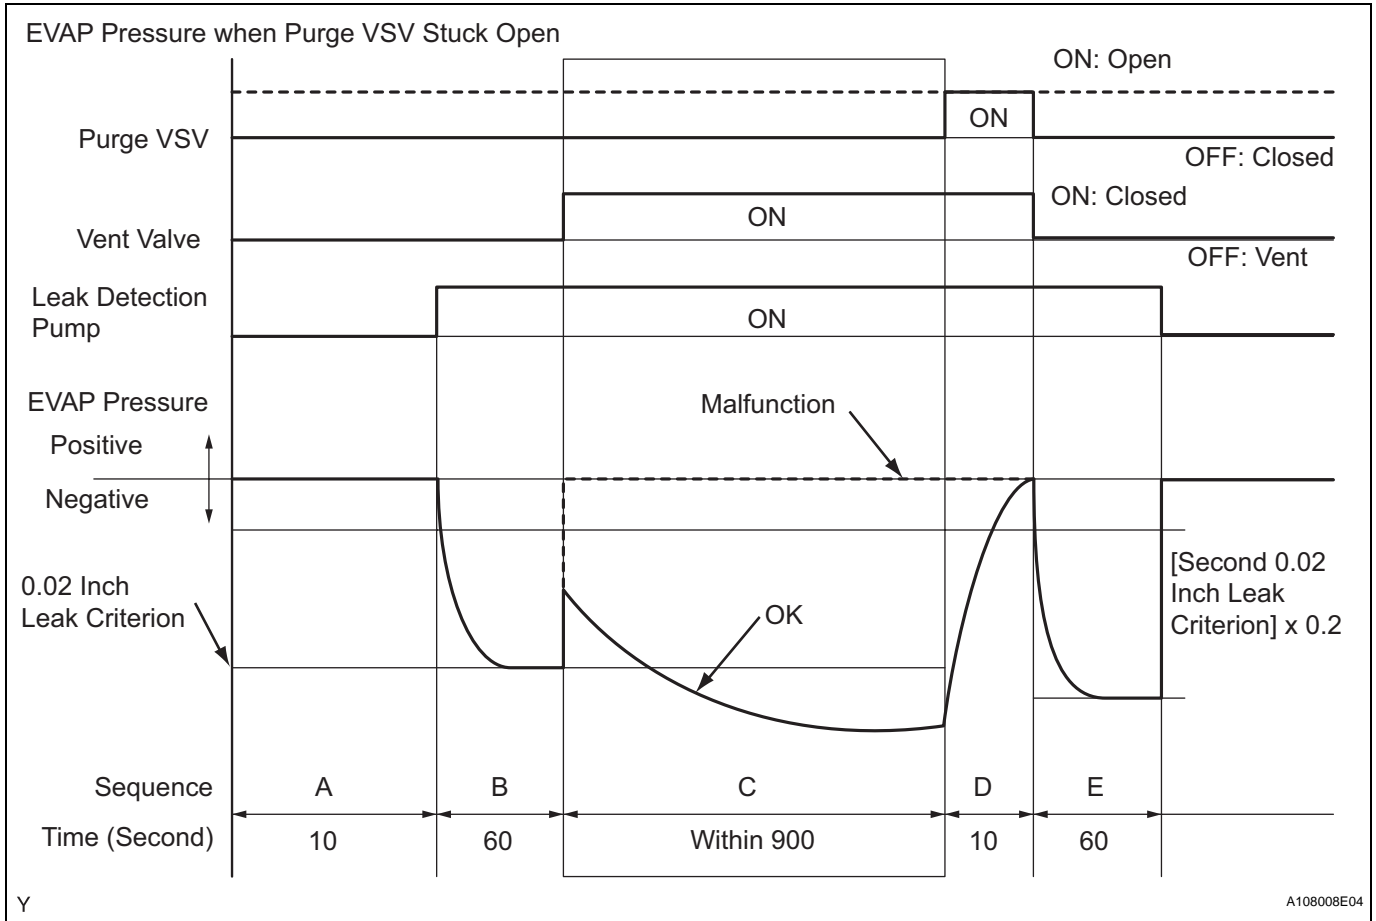 EVAP Pressure when Purge VSV Stuck Open
ON: Open
ON
Purge VSV
OFF: Closed
ON: Closed
ON
Vent Valve
OFF: Vent
Leak Detection
Pump
ON
EVAP Pressure
Malfunction
Positive
Negative
0.02 Inch
Leak Criterion
OK
[Second 0.02
Inch Leak
Criterion] x 0.2
Sequence
A
B
C
D
E
Time (Second)
10
60
Within 900
10
60
Y
A108008E04